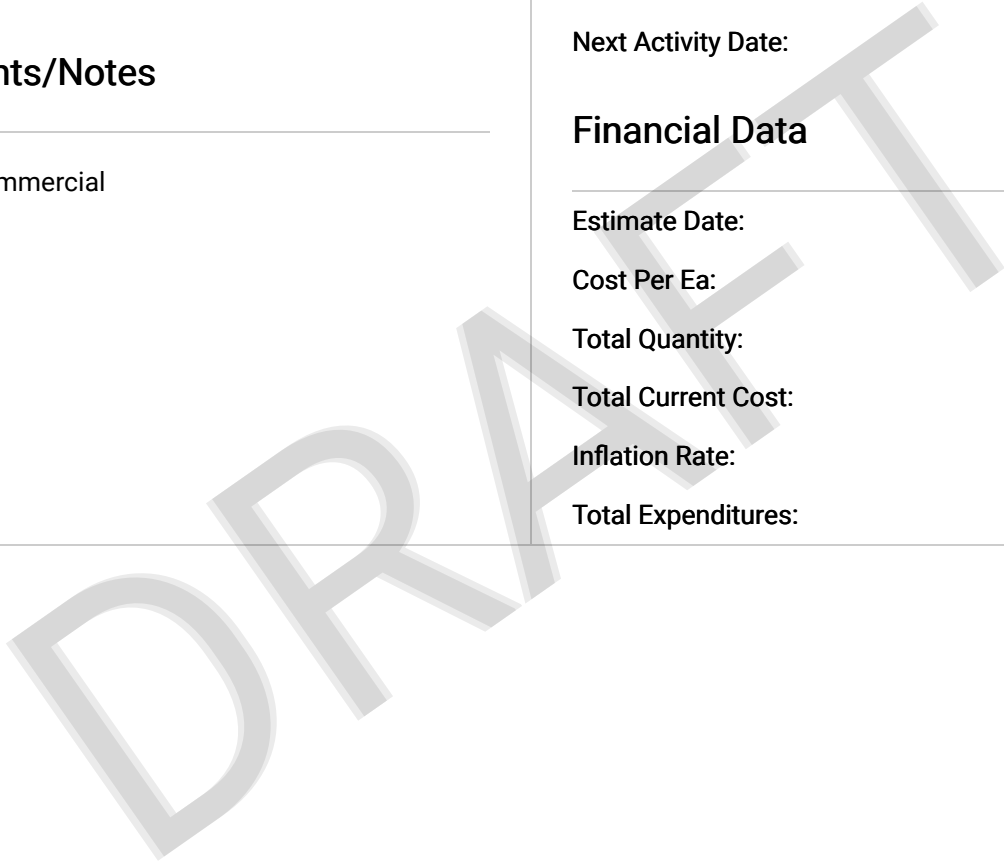 nts/Notes
mmercial
Next Activity Date:
Financial Data
Estimate Date:
Cost Per Ea:
Total Quantity:
Total Current Cost:
Inflation Rate:
Total Expenditures:
DRAFT